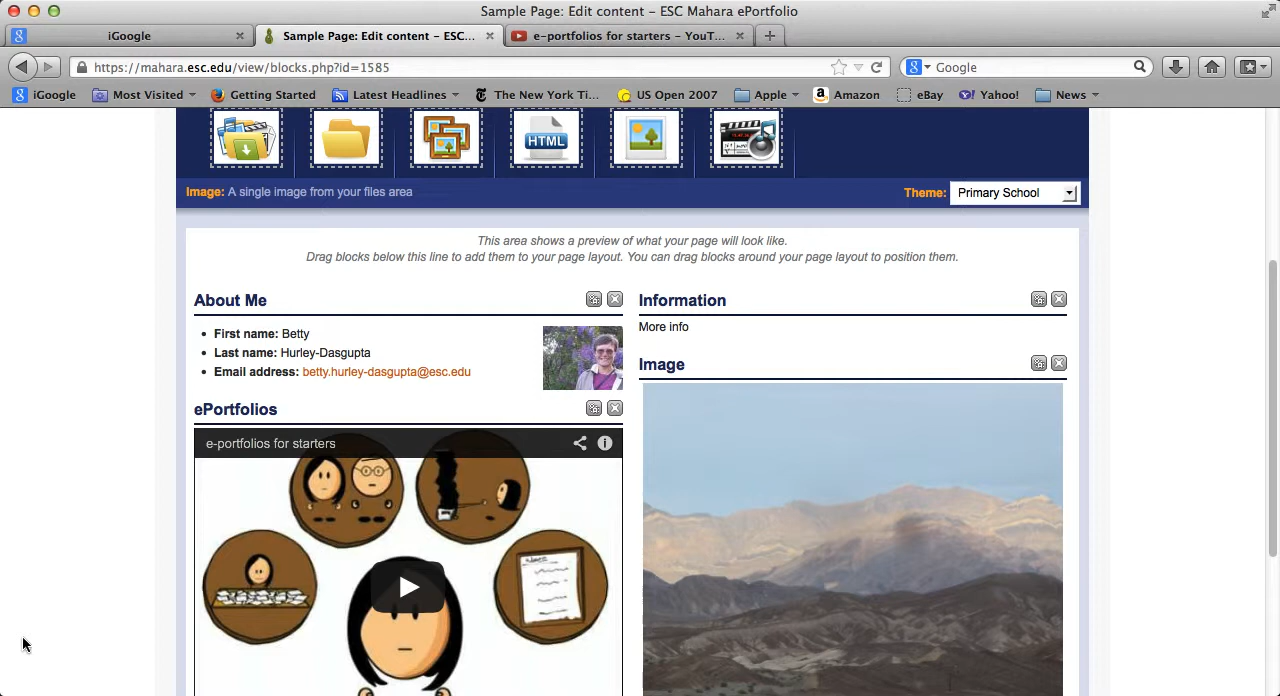 Sample Page: Edit content – ESC Mahara ePortfolio
iGoogle
Sample Page: Edit content – ESC...
e-portfolios for starters – YouT...
https://mahara.esc.edu/view/blocks.php?id=1585
Google
iGoogle
Most Visited
Getting Started
Latest Headlines
The New York Ti...
US Open 2007
Apple
Amazon
eBay
Yahoo!
News
HTML
Image: A single image from your files area
Theme: Primary School
This area shows a preview of what your page will look like.
Drag blocks below this line to add them to your page layout. You can drag blocks around your page layout to position them.
About Me
First name: Betty
Last name: Hurley-Dasgupta
Email address: betty.hurley-dasgupta@esc.edu
ePortfolios
e-portfolios for starters
Information
More info
Image